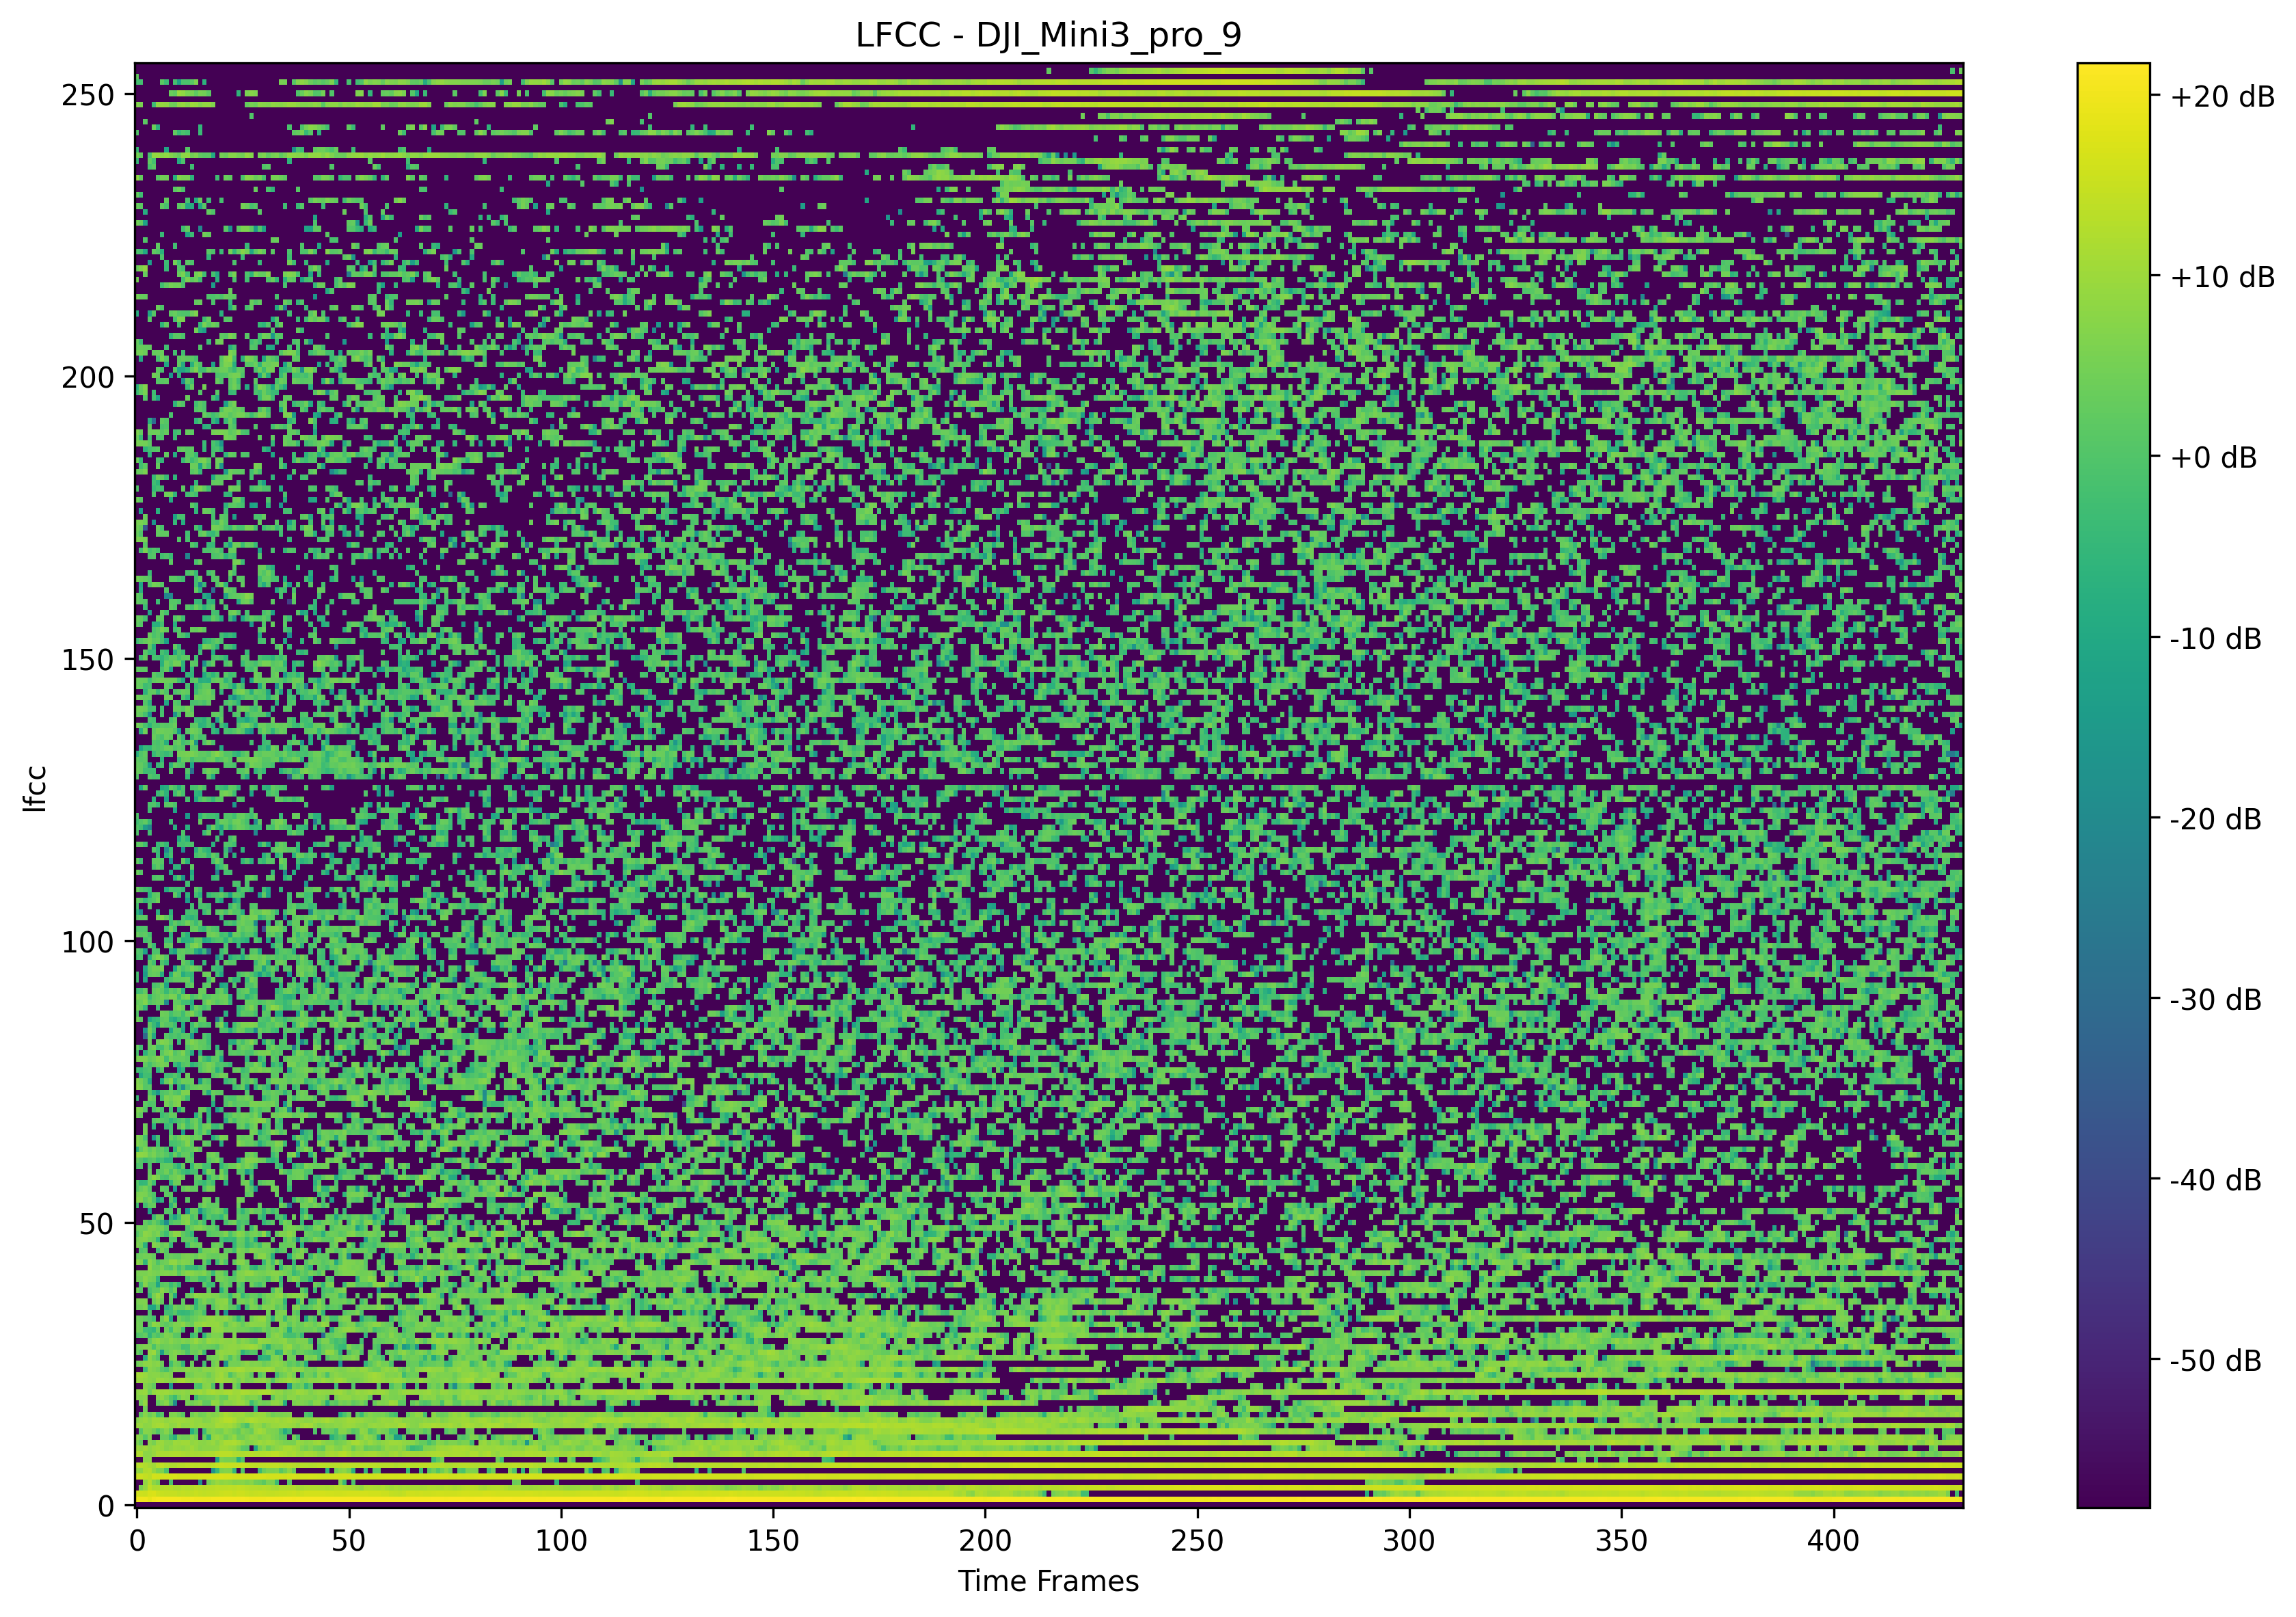 LFCC - DJI_Mini3_pro_9
250
200
150
100
50
0
lfcc
0 50 100 150 200 250 300 350 400
Time Frames
+20 dB
+10 dB
+0 dB
-10 dB
-20 dB
-30 dB
-40 dB
-50 dB